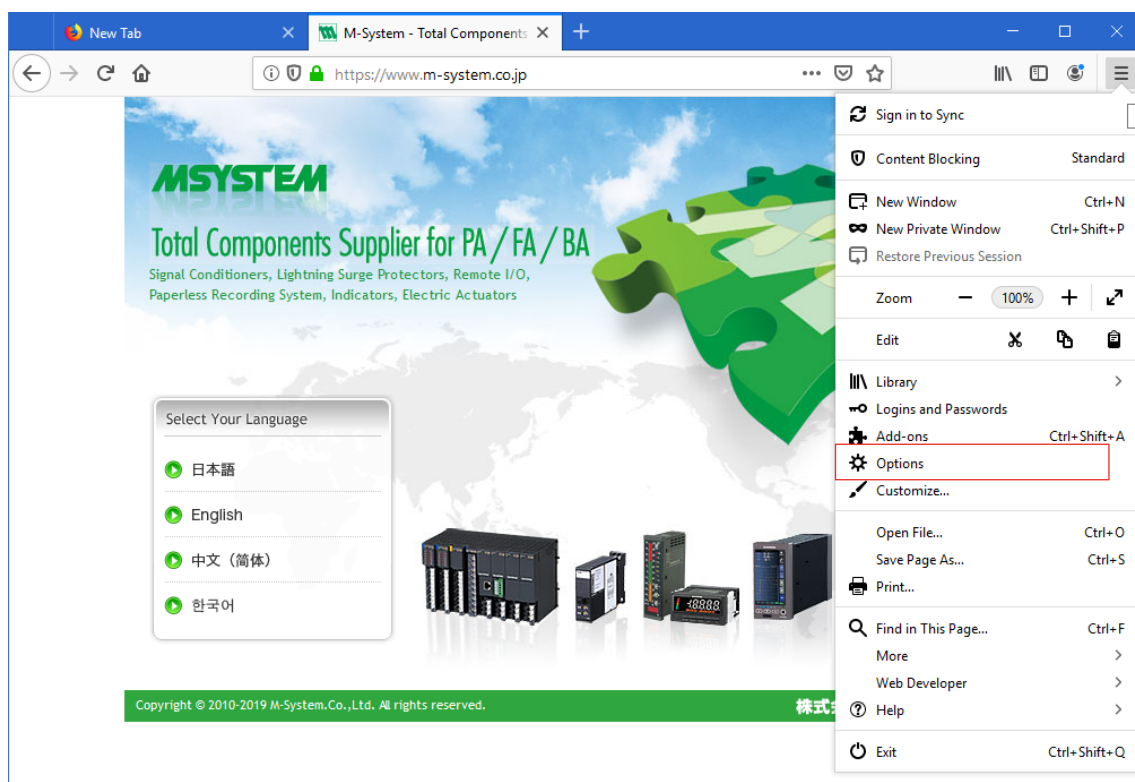 New Tab
M-System - Total Components
https://www.m-system.co.jp
Sign in to Sync
Content Blocking Standard
New Window Ctrl+N
New Private Window Ctrl+Shift+P
Restore Previous Session
Zoom 100%
Edit
Library
Logins and Passwords
Add-ons Ctrl+Shift+A
Options
Customize...
Open File... Ctrl+O
Save Page As... Ctrl+S
Print...
Find in This Page... Ctrl+F
More
Web Developer
Help
Exit Ctrl+Shift+Q
MSYSTEM
Total Components Supplier for PA / FA / BA
Signal Conditioners, Lightning Surge Protectors, Remote I/O,
Paperless Recording System, Indicators, Electric Actuators
Select Your Language
日本語
English
中文（简体）
한국어
Copyright © 2010-2019 M-System.Co.,Ltd. All rights reserved.
株式